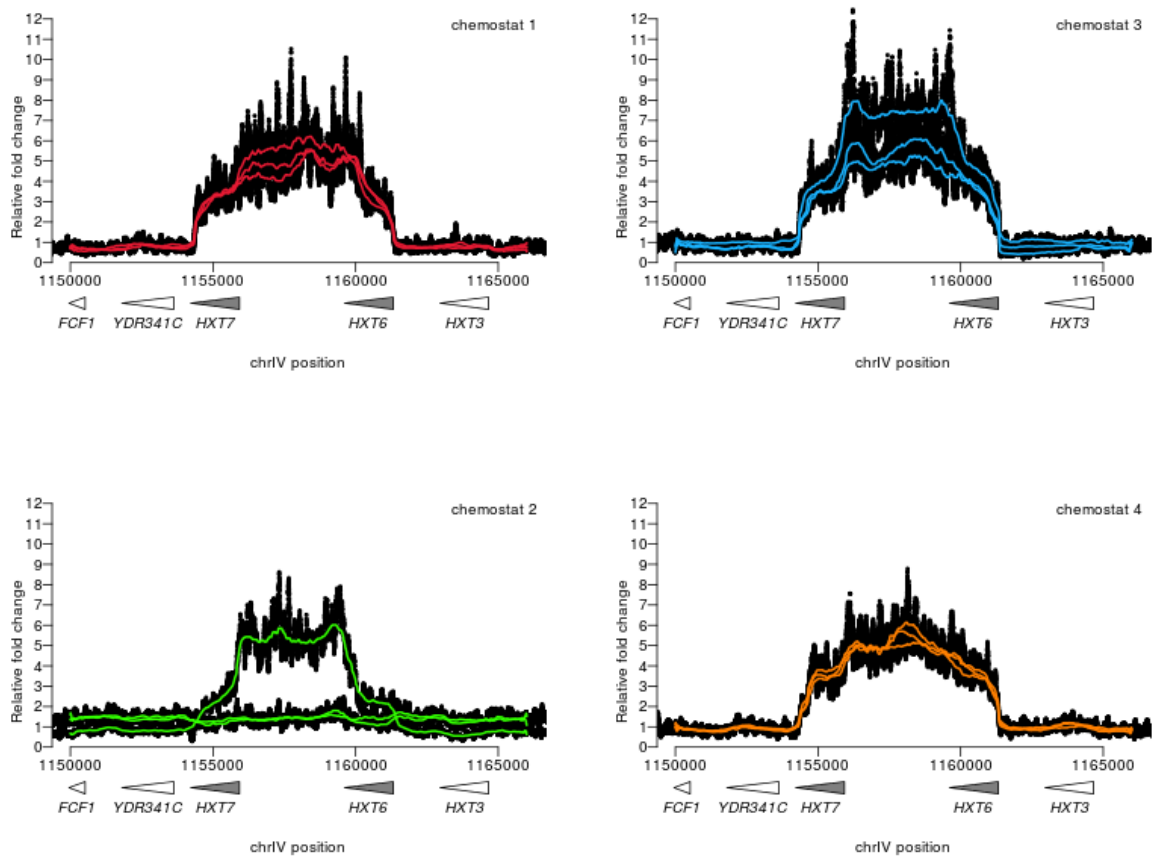 chemostat 1
Relative fold change
12
11
10
9
8
7
6
5
4
3
2
1
0
1150000 1155000 1160000 1165000
FCF1 YDR341C HXT7 HXT6 HXT3
chrIV position
chemostat 3
Relative fold change
12
11
10
9
8
7
6
5
4
3
2
1
0
1150000 1155000 1160000 1165000
FCF1 YDR341C HXT7 HXT6 HXT3
chrIV position
chemostat 2
Relative fold change
12
11
10
9
8
7
6
5
4
3
2
1
0
1150000 1155000 1160000 1165000
FCF1 YDR341C HXT7 HXT6 HXT3
chrIV position
chemostat 4
Relative fold change
12
11
10
9
8
7
6
5
4
3
2
1
0
1150000 1155000 1160000 1165000
FCF1 YDR341C HXT7 HXT6 HXT3
chrIV position